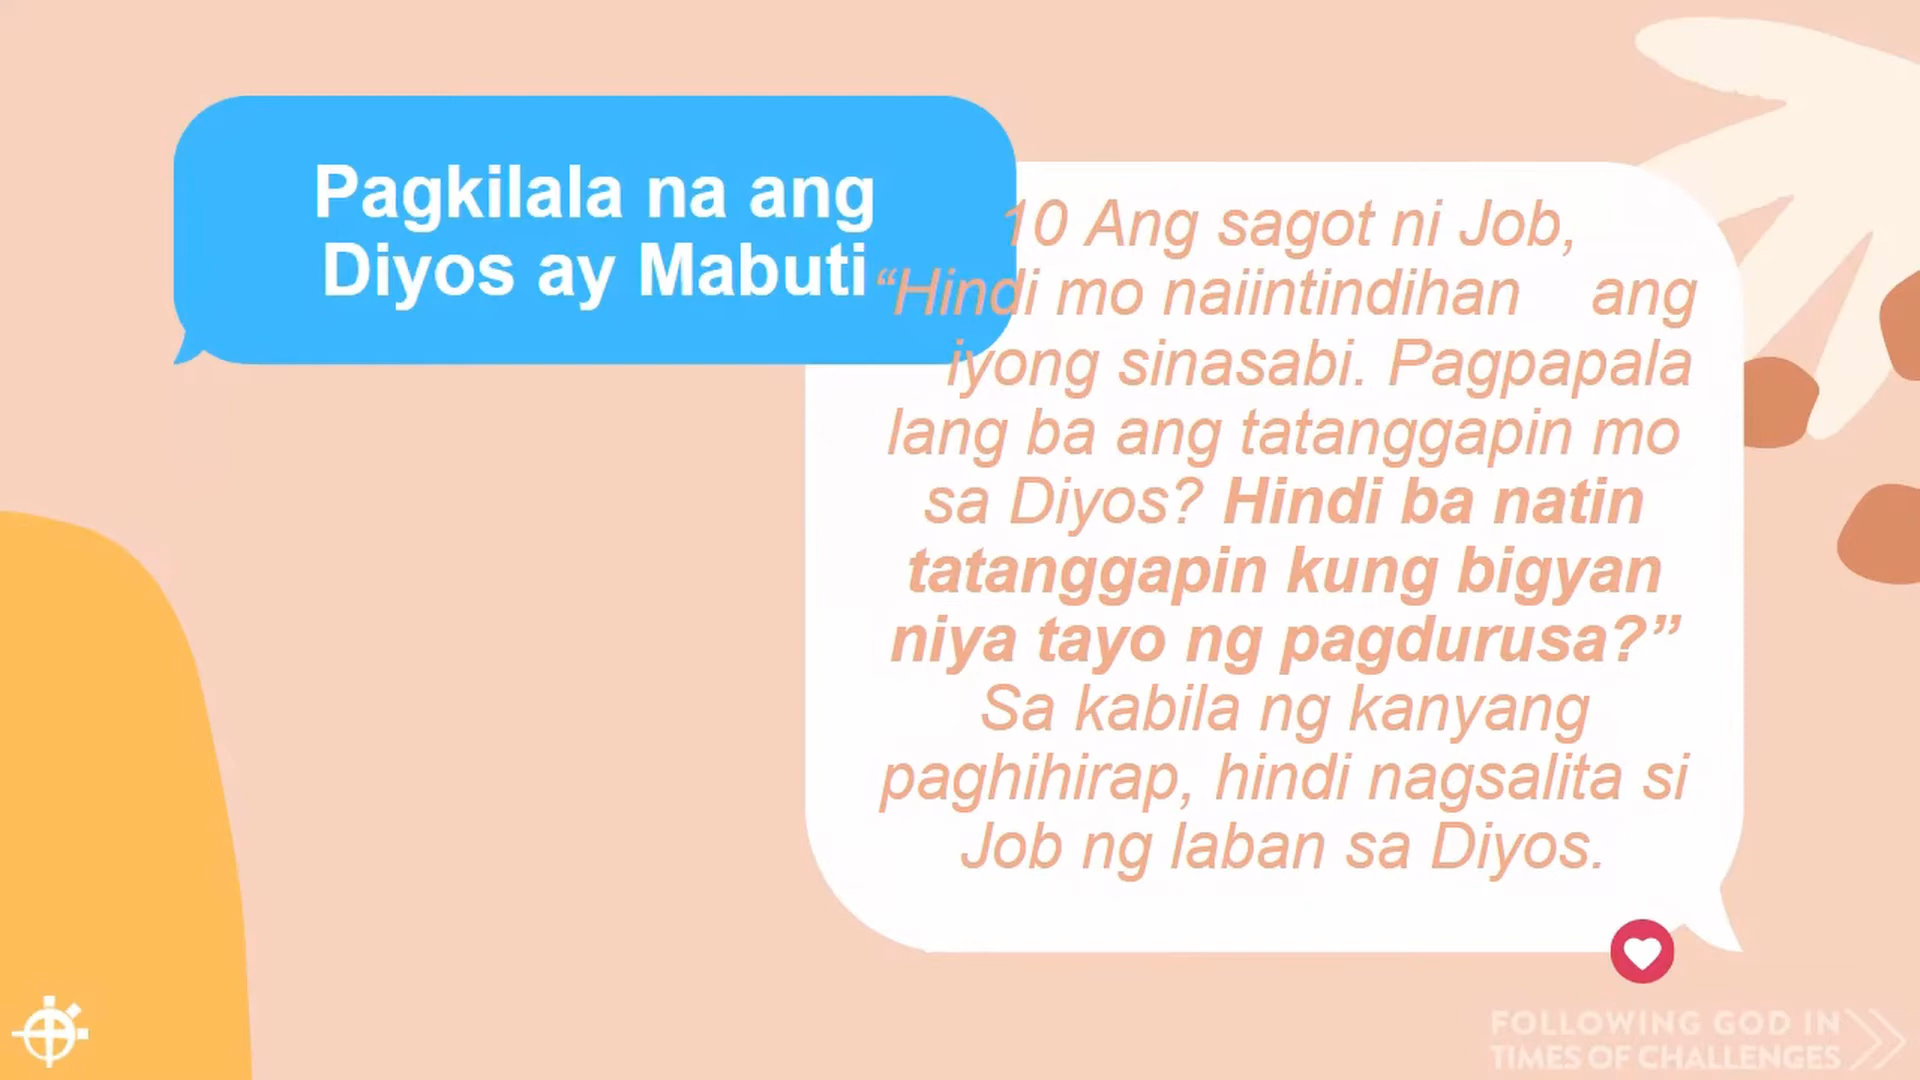 Pagkilala na ang
Diyos ay Mabuti
10 Ang sagot ni Job,
“Hindi mo naiintindihan ang
iyong sinasabi. Pagpapala
lang ba ang tatanggapin mo
sa Diyos? Hindi ba natin
tatanggapin kung bigyan
niya tayo ng pagdurusa?”
Sa kabila ng kanyang
paghihirap, hindi nagsalita si
Job ng laban sa Diyos.
FOLLOWING GOD IN
TIMES OF CHALLENGES